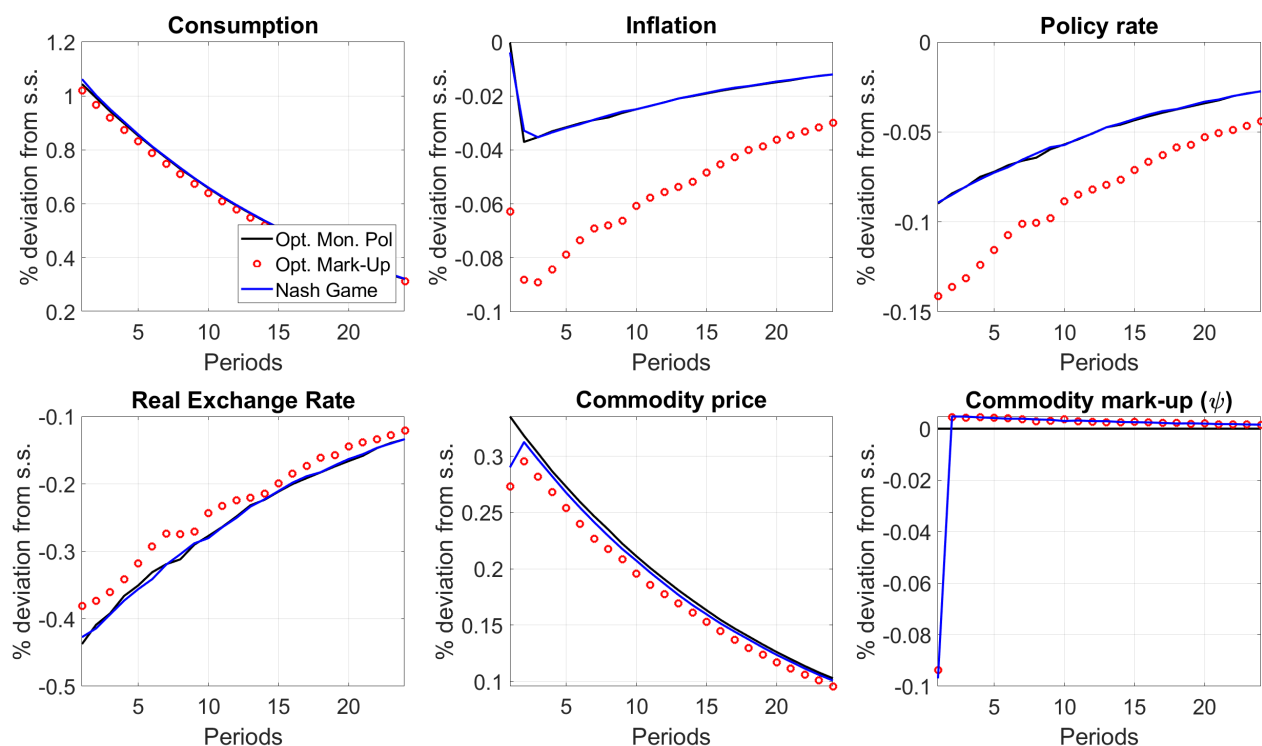 Consumption
1.2
1
0.8
0.6
0.4
0.2
% deviation from s.s.
5 10 15 20
Periods
Opt. Mon. Pol
Opt. Mark-Up
Nash Game
Inflation
0
-0.02
-0.04
-0.06
-0.08
-0.1
% deviation from s.s.
5 10 15 20
Periods
Policy rate
0
-0.05
-0.1
-0.15
% deviation from s.s.
5 10 15 20
Periods
Real Exchange Rate
-0.1
-0.2
-0.3
-0.4
-0.5
% deviation from s.s.
5 10 15 20
Periods
Commodity price
0.3
0.25
0.2
0.15
0.1
% deviation from s.s.
5 10 15 20
Periods
Commodity mark-up (ψ)
0
-0.02
-0.04
-0.06
-0.08
-0.1
% deviation from s.s.
5 10 15 20
Periods